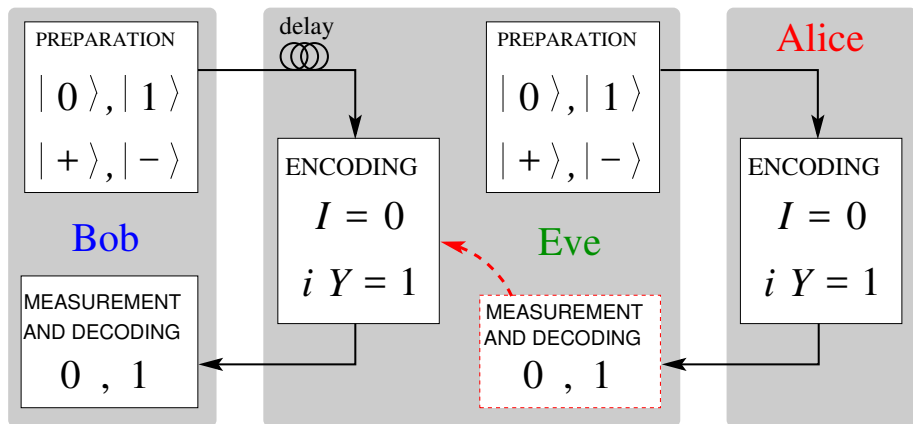 PREPARATION
| 0 ⟩, | 1 ⟩
| + ⟩, | − ⟩
Bob
MEASUREMENT
AND DECODING
0 , 1
delay
ENCODING
I = 0
i Y = 1
PREPARATION
| 0 ⟩, | 1 ⟩
| + ⟩, | − ⟩
Eve
MEASUREMENT
AND DECODING
0 , 1
Alice
ENCODING
I = 0
i Y = 1